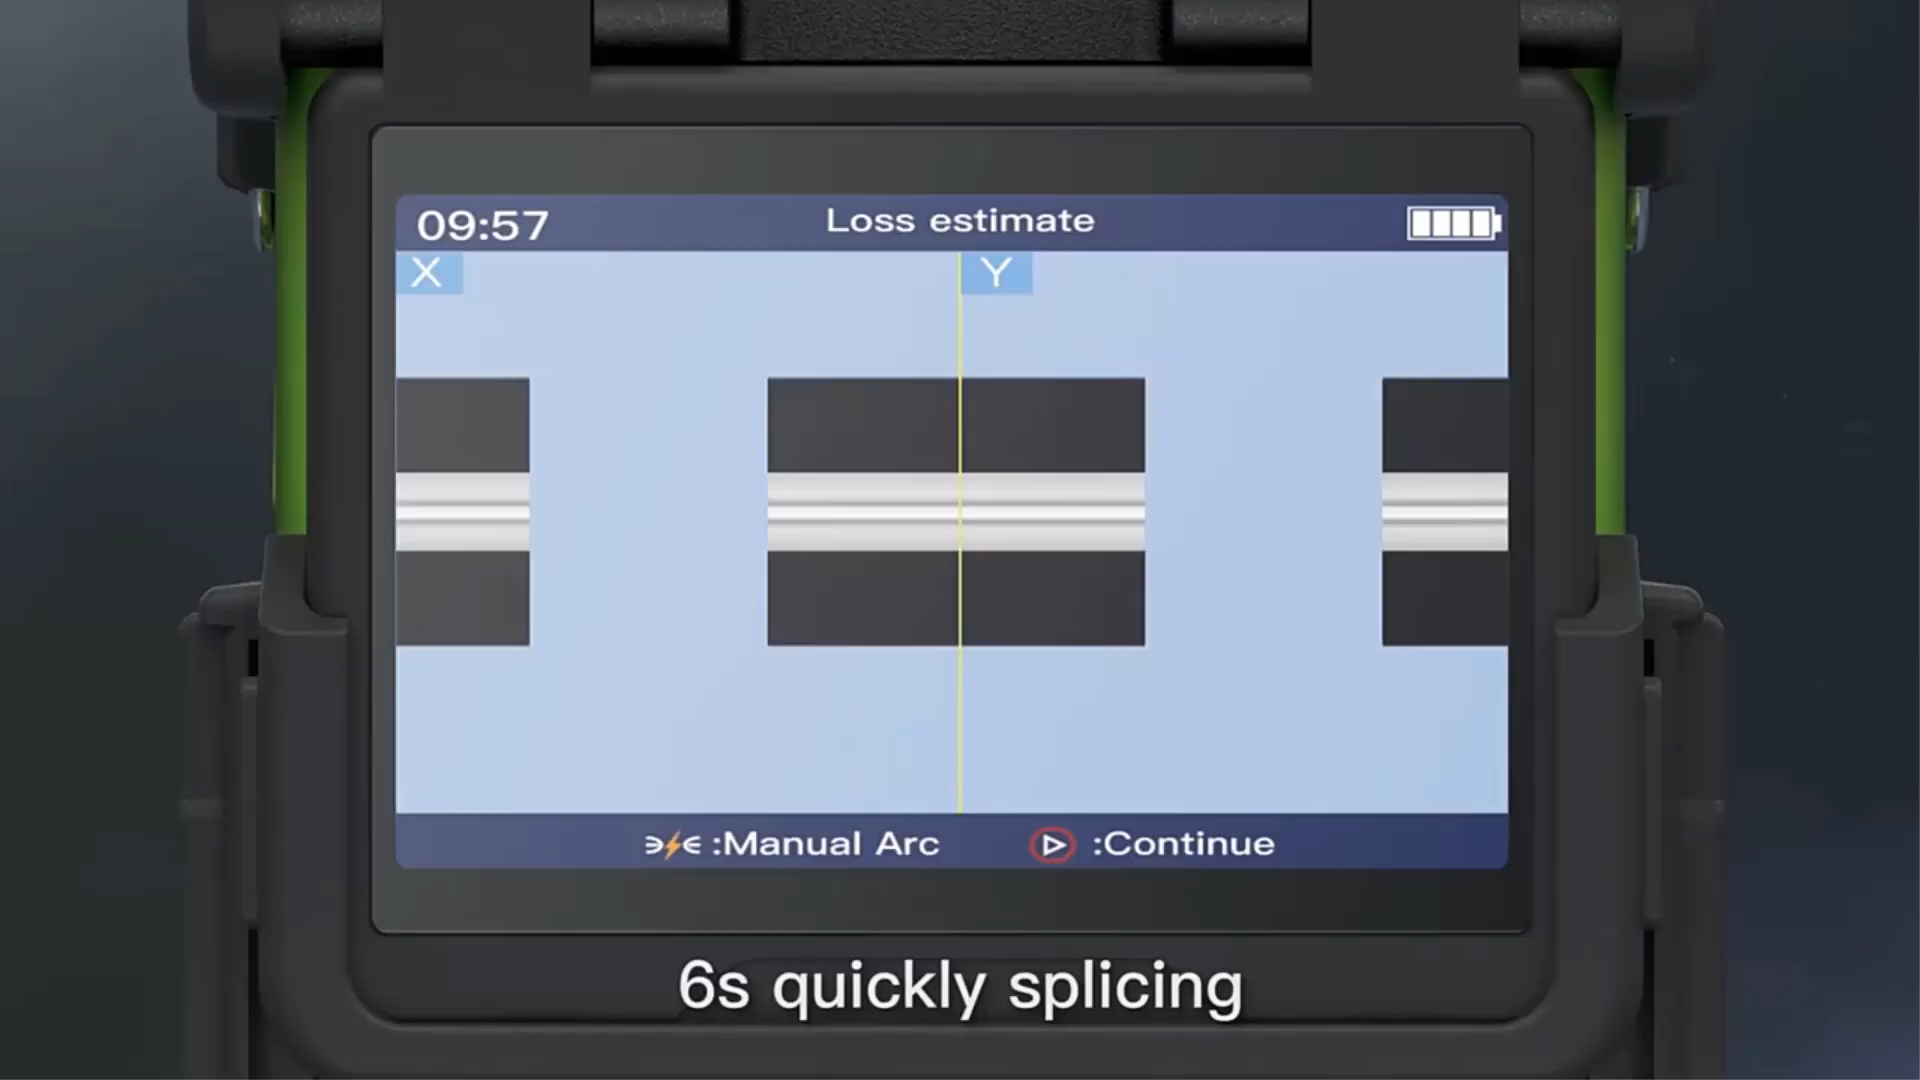 09:57
Loss estimate
X
Y
:Manual Arc
:Continue
6s quickly splicing